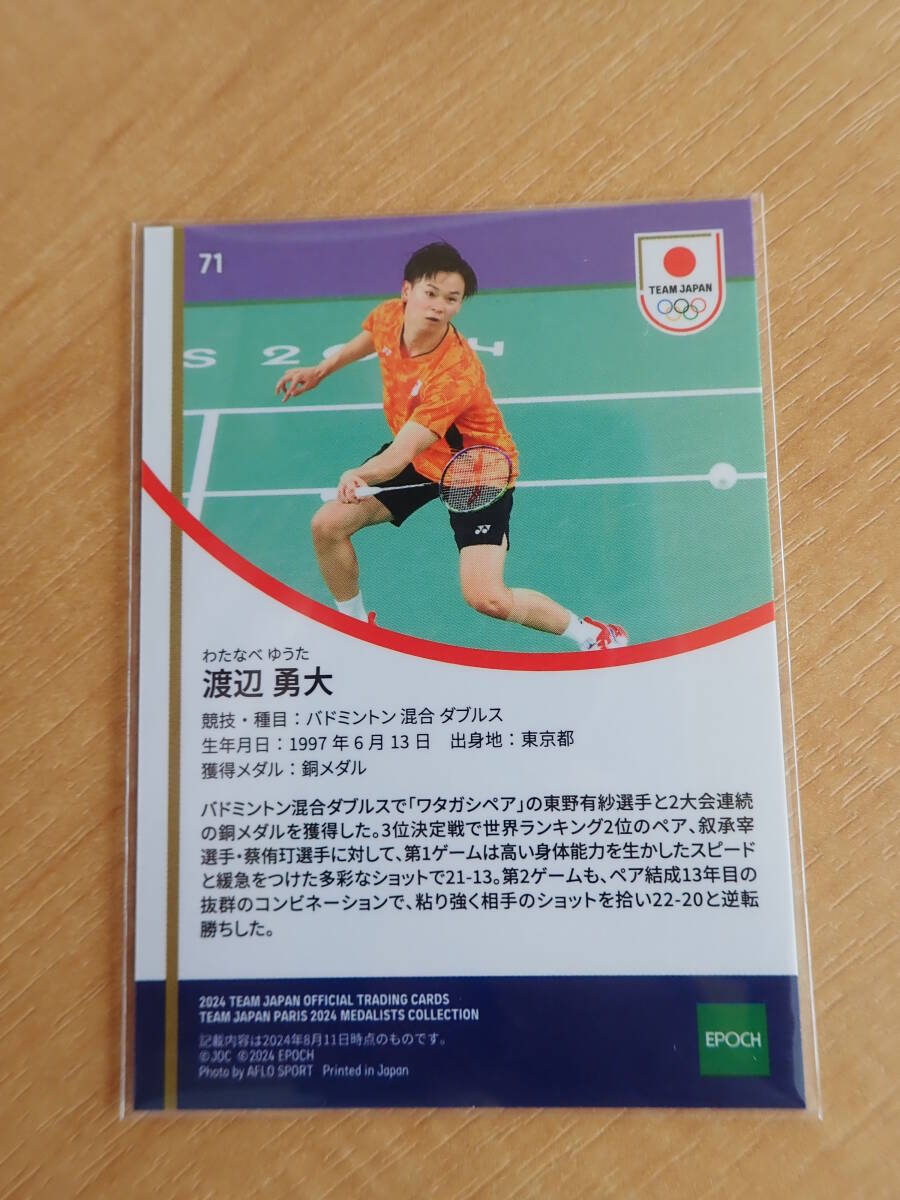 71
TEAM JAPAN
S 2024
わたなべ ゆうた
渡辺 勇大
競技・種目：バドミントン 混合 ダブルス
生年月日：1997 年 6 月 13 日　出身地：東京都
獲得メダル：銅メダル
バドミントン混合ダブルスで「ワタガシペア」の東野有紗選手と2大会連続
の銅メダルを獲得した。3位決定戦で世界ランキング2位のペア、叙承宰
選手・蔡侑玎選手に対して、第1ゲームは高い身体能力を生かしたスピード
と緩急をつけた多彩なショットで21-13。第2ゲームも、ペア結成13年目の
抜群のコンビネーションで、粘り強く相手のショットを拾い22-20と逆転
勝ちした。
2024 TEAM JAPAN OFFICIAL TRADING CARDS
TEAM JAPAN PARIS 2024 MEDALISTS COLLECTION
記載内容は2024年8月11日時点のものです。
©JOC ©2024 EPOCH
Photo by AFLO SPORT Printed in Japan
EPOCH